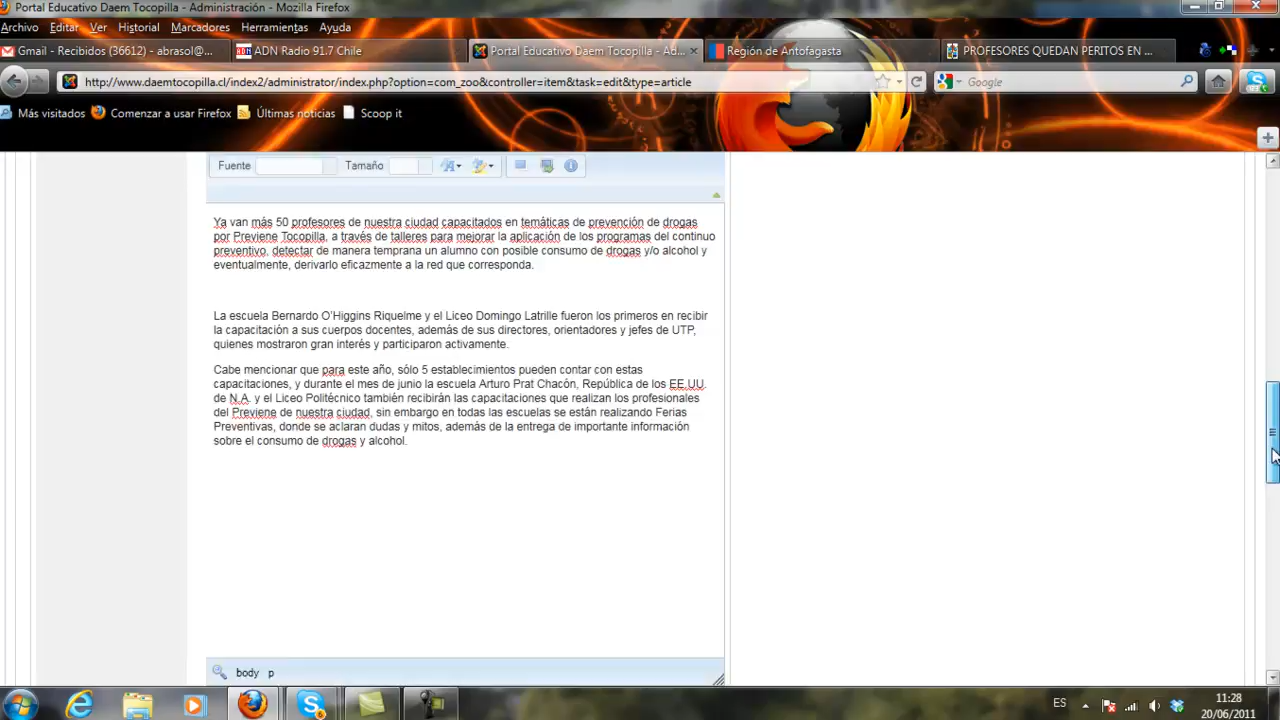 Portal Educativo Daem Tocopilla - Administración - Mozilla Firefox
Archivo Editar Ver Historial Marcadores Herramientas Ayuda
Gmail - Recibidos (36612) - abrasol@... ADN Radio 91.7 Chile Portal Educativo Daem Tocopilla - Ad... Región de Antofagasta PROFESORES QUEDAN PERITOS EN ...
http://www.daemtocopilla.cl/index2/administrator/index.php?option=com_zoo&controller=item&task=edit&type=article Google
Más visitados Comenzar a usar Firefox Últimas noticias Scoop it
Fuente Tamaño
Ya van más 50 profesores de nuestra ciudad capacitados en temáticas de prevención de drogas
por Previene Tocopilla, a través de talleres para mejorar la aplicación de los programas del continuo
preventivo, detectar de manera temprana un alumno con posible consumo de drogas y/o alcohol y
eventualmente, derivarlo eficazmente a la red que corresponda.
La escuela Bernardo O'Higgins Riquelme y el Liceo Domingo Latrille fueron los primeros en recibir
la capacitación a sus cuerpos docentes, además de sus directores, orientadores y jefes de UTP,
quienes mostraron gran interés y participaron activamente.
Cabe mencionar que para este año, sólo 5 establecimientos pueden contar con estas
capacitaciones, y durante el mes de junio la escuela Arturo Prat Chacón, República de los EE.UU.
de N.A. y el Liceo Politécnico también recibirán las capacitaciones que realizan los profesionales
del Previene de nuestra ciudad, sin embargo en todas las escuelas se están realizando Ferias
Preventivas, donde se aclaran dudas y mitos, además de la entrega de importante información
sobre el consumo de drogas y alcohol.
body p
ES 11:28
20/06/2011